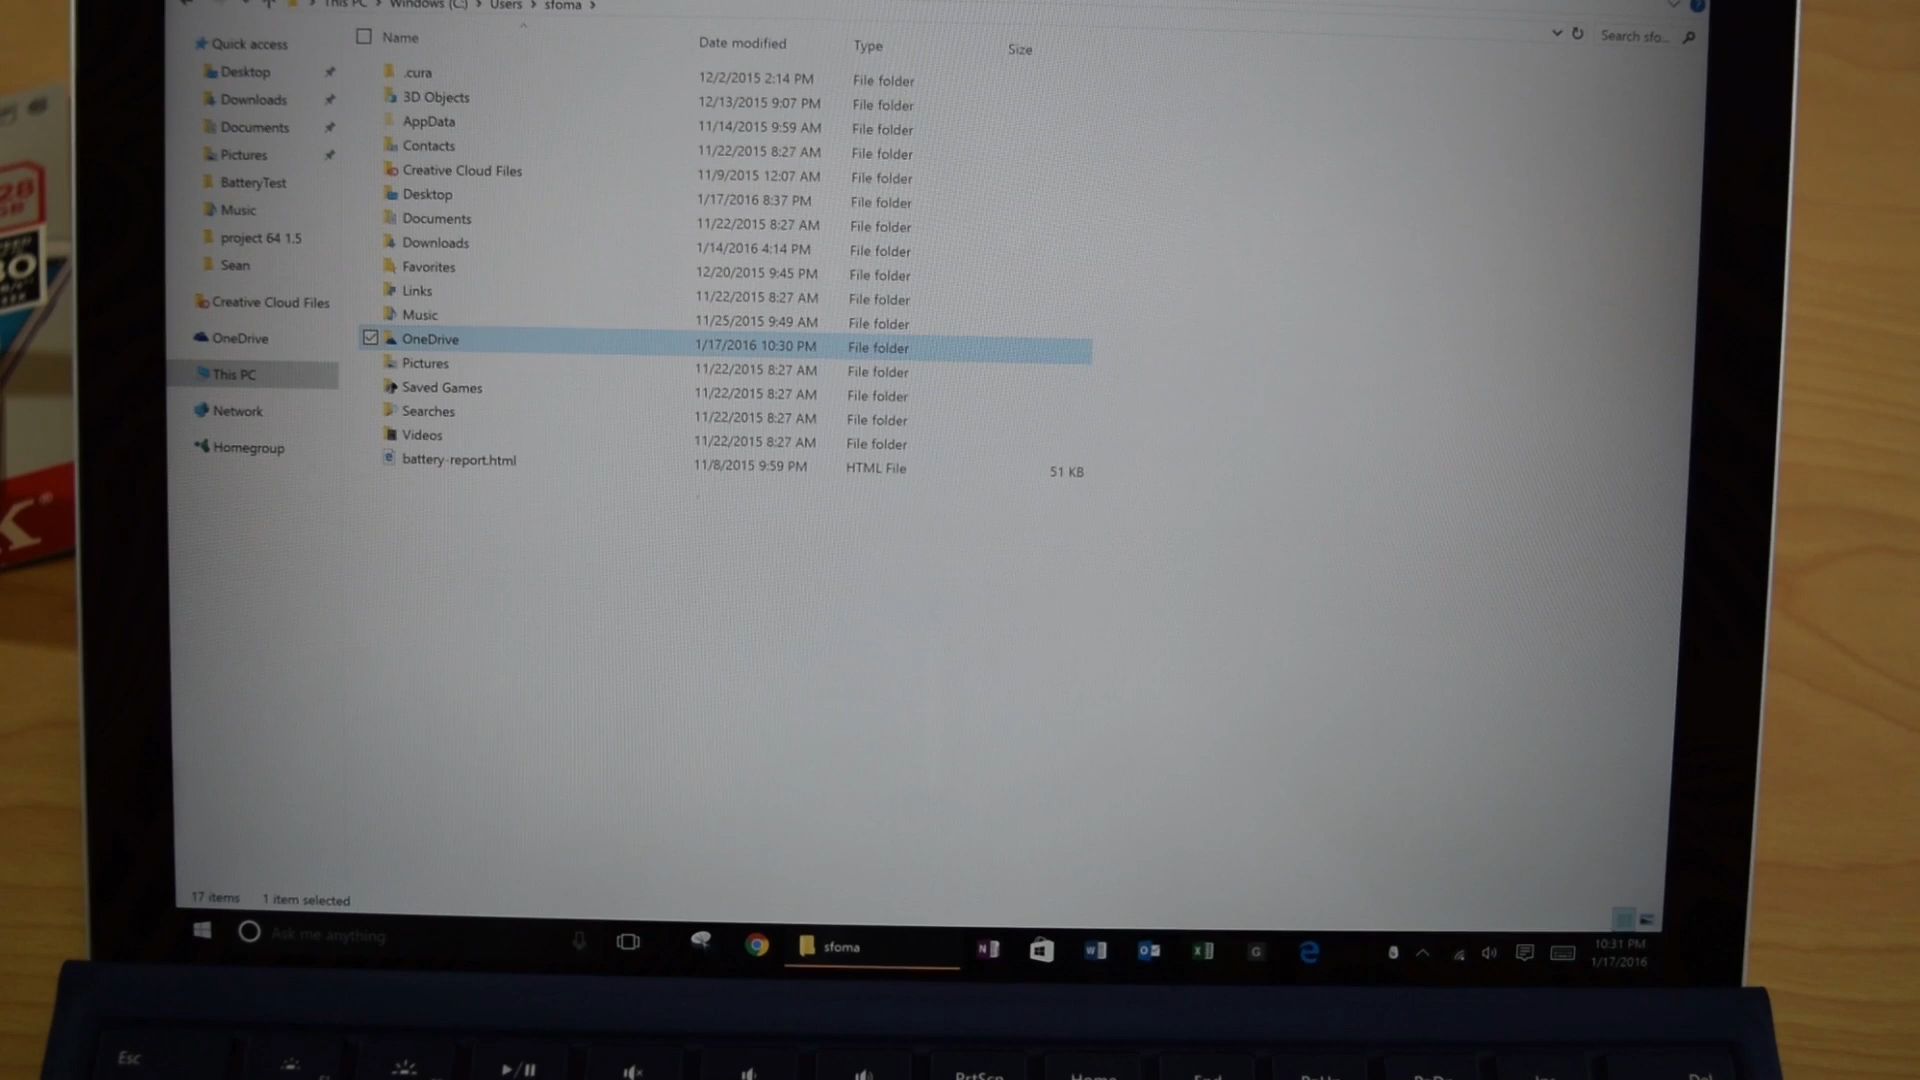 This PC > Windows (C:) > Users > sfoma >
Search sfo...
Quick access
Desktop
Downloads
Documents
Pictures
BatteryTest
Music
project 64 1.5
Sean
Creative Cloud Files
OneDrive
This PC
Network
Homegroup
Name Date modified Type Size
.cura 12/2/2015 2:14 PM File folder
3D Objects 12/13/2015 9:07 PM File folder
AppData 11/14/2015 9:59 AM File folder
Contacts 11/22/2015 8:27 AM File folder
Creative Cloud Files 11/9/2015 12:07 AM File folder
Desktop 1/17/2016 8:37 PM File folder
Documents 11/22/2015 8:27 AM File folder
Downloads 1/14/2016 4:14 PM File folder
Favorites 12/20/2015 9:45 PM File folder
Links 11/22/2015 8:27 AM File folder
Music 11/25/2015 9:49 AM File folder
OneDrive 1/17/2016 10:30 PM File folder
Pictures 11/22/2015 8:27 AM File folder
Saved Games 11/22/2015 8:27 AM File folder
Searches 11/22/2015 8:27 AM File folder
Videos 11/22/2015 8:27 AM File folder
battery-report.html 11/8/2015 9:59 PM HTML File 51 KB
17 items 1 item selected
Ask me anything
sfoma
10:31 PM
1/17/2016
Esc PrtScn Home End PgUp PgDn Ins Del